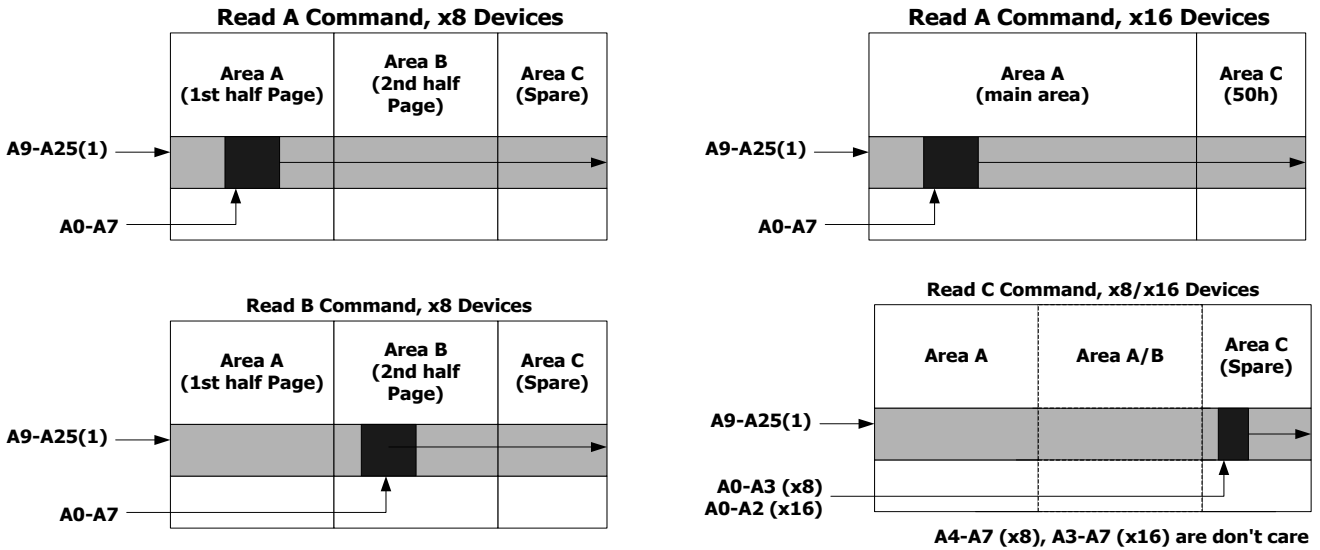 Read A Command, x8 Devices
Area A
(1st half Page)
Area B
(2nd half
Page)
Area C
(Spare)
A9-A25(1)
A0-A7
Read A Command, x16 Devices
Area A
(main area)
Area C
(50h)
A9-A25(1)
A0-A7
Read B Command, x8 Devices
Area A
(1st half Page)
Area B
(2nd half
Page)
Area C
(Spare)
A9-A25(1)
A0-A7
Read C Command, x8/x16 Devices
Area A
Area A/B
Area C
(Spare)
A9-A25(1)
A0-A3 (x8)
A0-A2 (x16)
A4-A7 (x8), A3-A7 (x16) are don't care